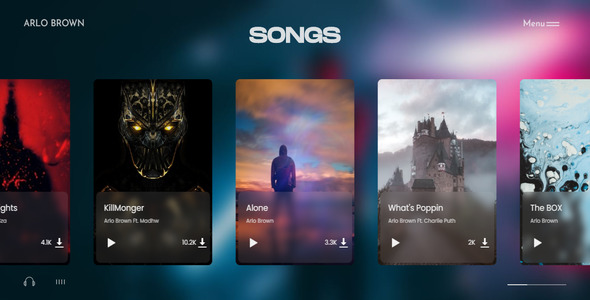 ARLO BROWN
SONGS
Menu
ghts
za
4.1K
KillMonger
Arlo Brown Ft. Madhw
10.2K
Alone
Arlo Brown
3.3K
What's Poppin
Arlo Brown Ft. Charlie Puth
2K
The BOX
Arlo Brown